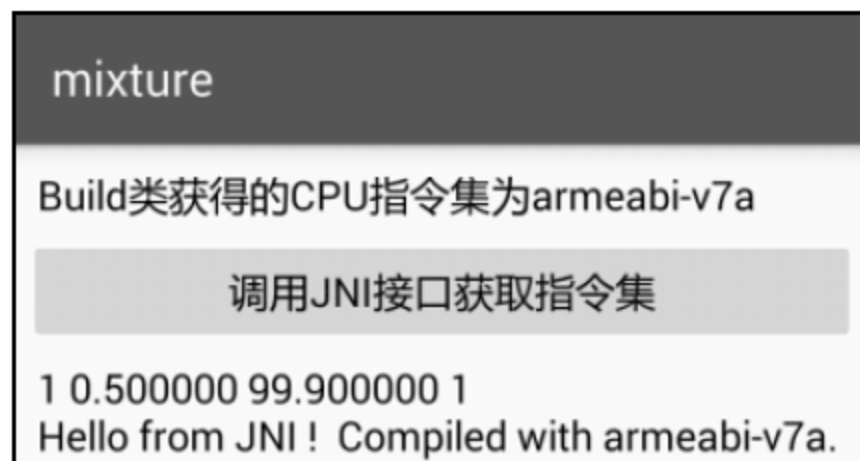 mixture
Build类获得的CPU指令集为armeabi-v7a
调用JNI接口获取指令集
1 0.500000 99.900000 1
Hello from JNI !  Compiled with armeabi-v7a.